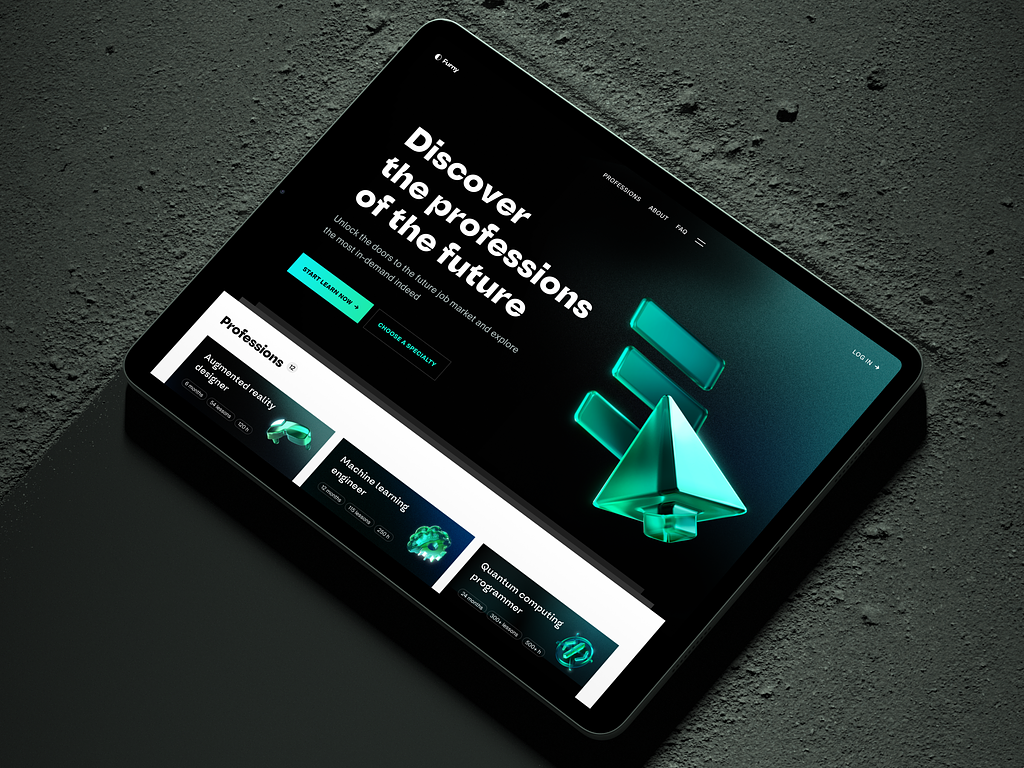 Furny
PROFESSIONS
ABOUT
FAQ
LOG IN →
Discover
the professions
of the future
Unlock the doors to the future job market and explore
the most in-demand indeed
START LEARN NOW →
CHOOSE A SPECIALTY
Professions 12
Augmented reality
designer
6 months
54 lessons
120 h
Machine learning
engineer
12 months
115 lessons
250 h
Quantum computing
programmer
24 months
300+ lessons
500+ h